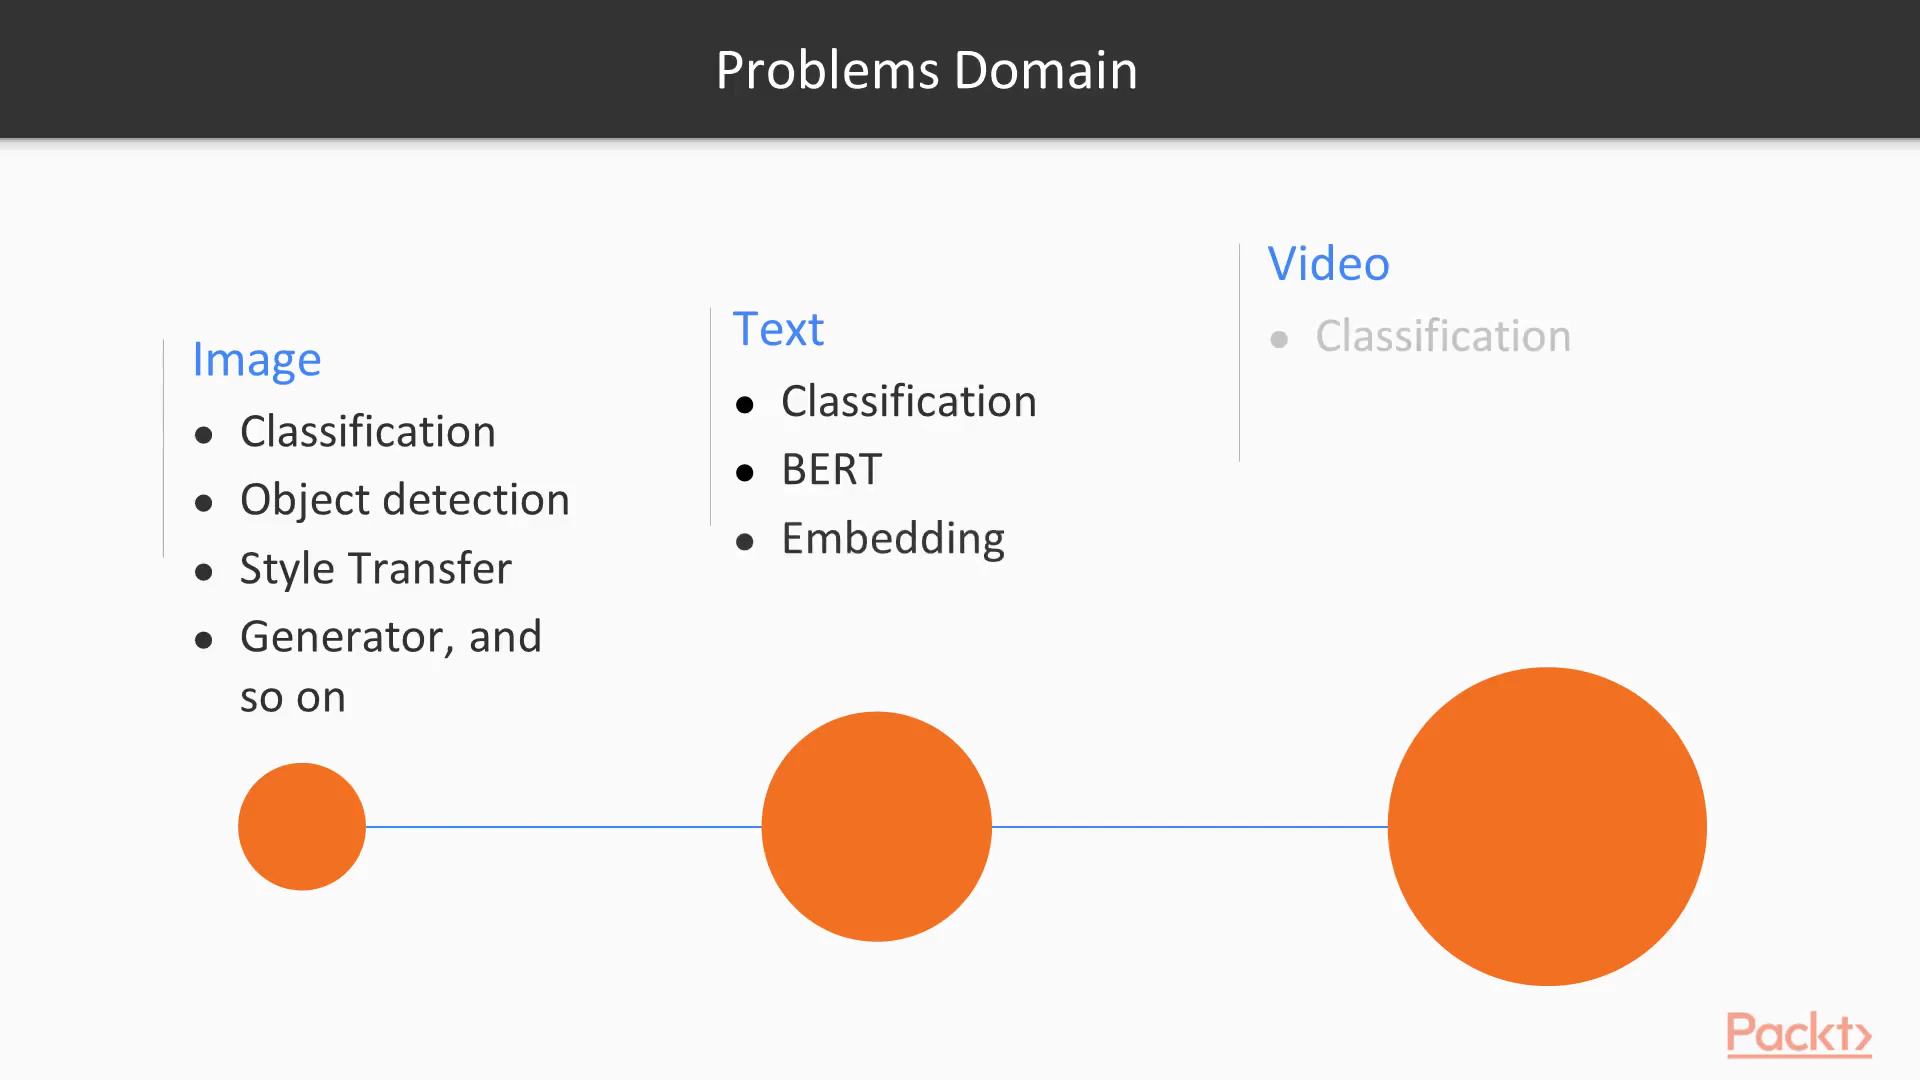 Problems Domain
Image
● Classification
● Object detection
● Style Transfer
● Generator, and
so on
Text
● Classification
● BERT
● Embedding
Video
● Classification
Packt>